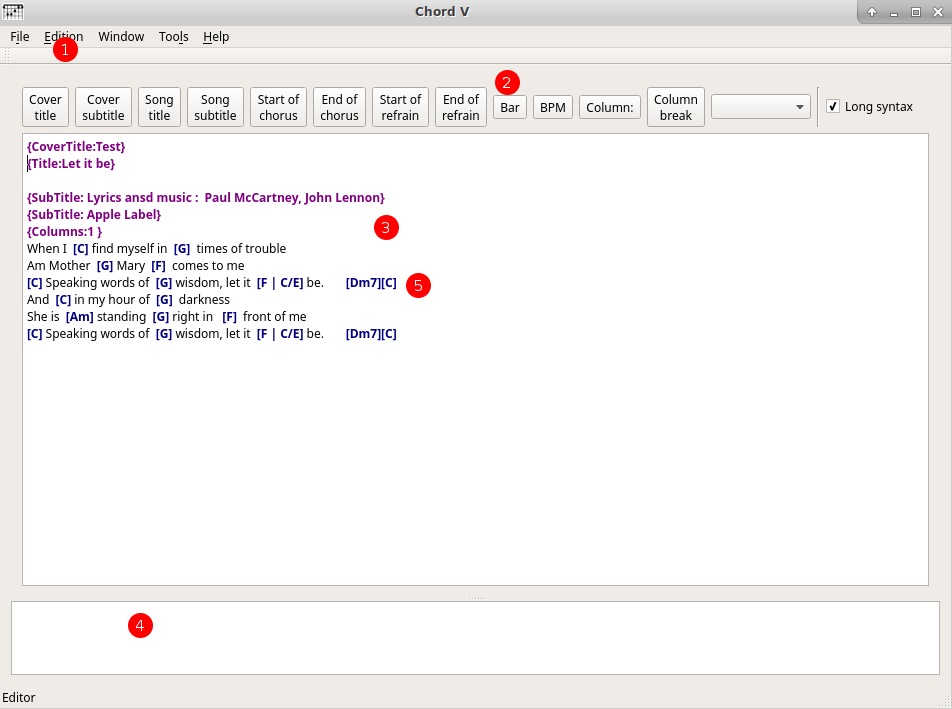 Chord V
File Edition Window Tools Help
1
2
Cover title Cover subtitle Song title Song subtitle Start of chorus End of chorus Start of refrain End of refrain Bar BPM Column: Column break Long syntax
{CoverTitle:Test}
{Title:Let it be}
{SubTitle: Lyrics ansd music :  Paul McCartney, John Lennon}
{SubTitle: Apple Label}
3
{Columns:1 }
When I  [C] find myself in  [G]  times of trouble
Am Mother  [G] Mary  [F]  comes to me
[C] Speaking words of  [G] wisdom, let it  [F | C/E] be.      [Dm7][C] 5
And  [C] in my hour of  [G]  darkness
She is  [Am] standing  [G] right in   [F]  front of me
[C] Speaking words of  [G] wisdom, let it  [F | C/E] be.      [Dm7][C]
4
Editor